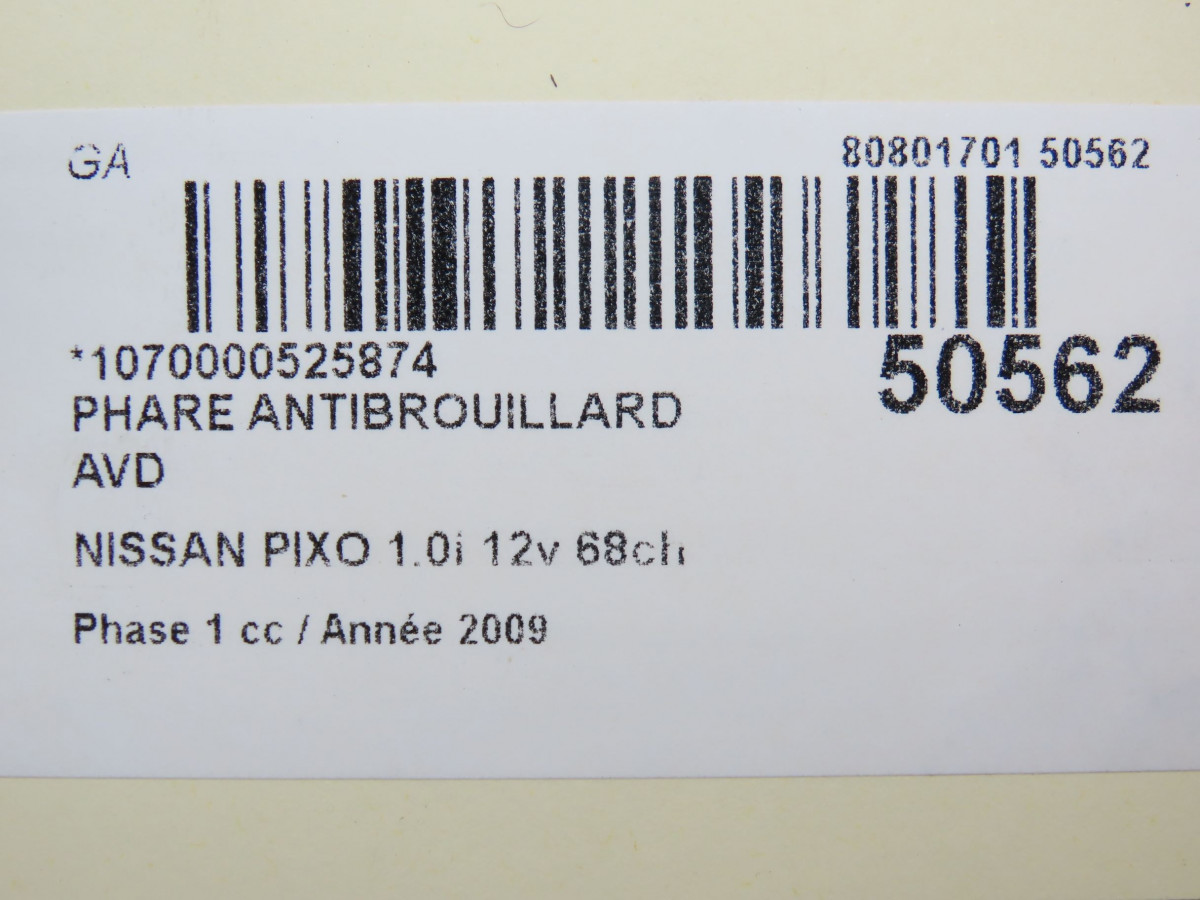 GA
80801701 50562
*1070000525874
50562
PHARE ANTIBROUILLARD
AVD
NISSAN PIXO 1.0i 12v 68ch
Phase 1 cc / Année 2009